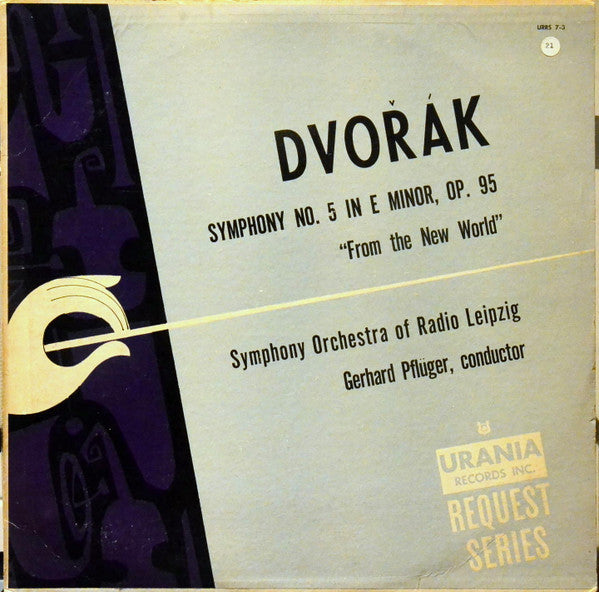 URRS 7-3
21
DVOŘÁK
SYMPHONY NO. 5 IN E MINOR, OP. 95
“From the New World”
Symphony Orchestra of Radio Leipzig
Gerhard Pflüger, conductor
URANIA
RECORDS INC.
REQUEST
SERIES